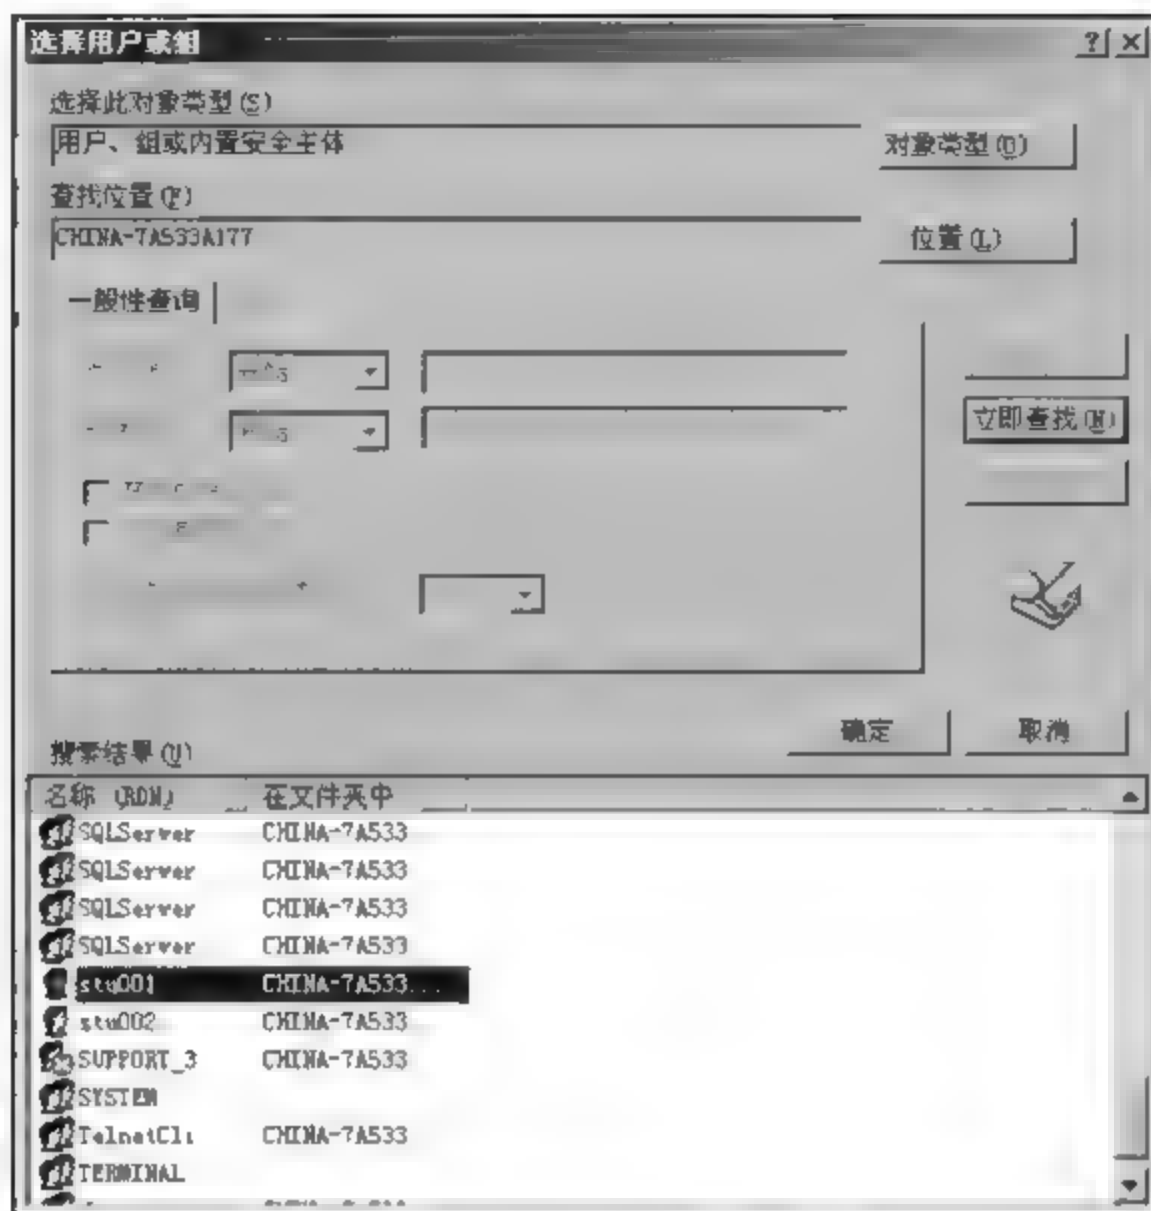 选择用户或组
选择此对象类型(S)
用户、组或内置安全主体
对象类型(O)
查找位置(F)
CHINA-7A533A177
位置(L)
一般性查询
立即查找(N)
确定
取消
搜索结果(U)
名称 (RDN) 在文件夹中
SQLServer CHINA-7A533
SQLServer CHINA-7A533
SQLServer CHINA-7A533
SQLServer CHINA-7A533
stu001 CHINA-7A533...
stu002 CHINA-7A533
SUPPORT_3 CHINA-7A533
SYSTEM
TelnetCli CHINA-7A533
TERMINAL